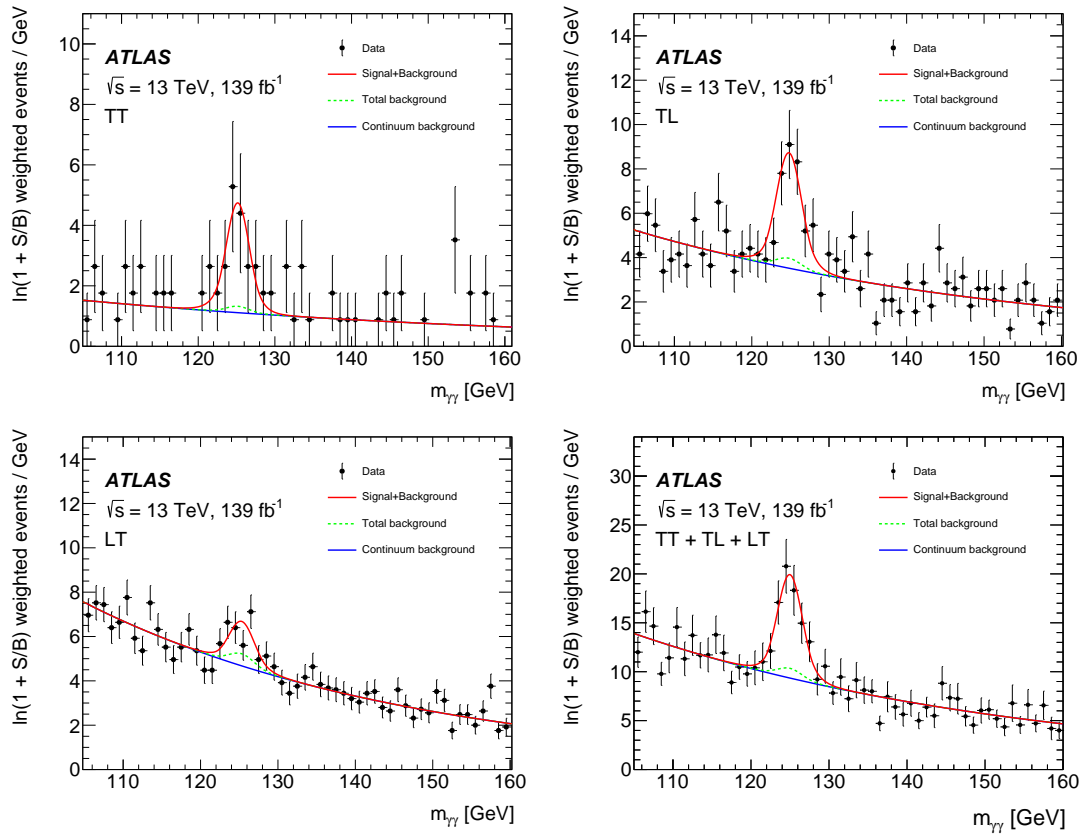 ln(1 + S/B) weighted events / GeV
10
8
6
4
2
0
ATLAS
√s = 13 TeV, 139 fb⁻¹
TT
Data
Signal+Background
Total background
Continuum background
110 120 130 140 150 160
mγγ [GeV]
ln(1 + S/B) weighted events / GeV
14
12
10
8
6
4
2
0
ATLAS
√s = 13 TeV, 139 fb⁻¹
TL
Data
Signal+Background
Total background
Continuum background
110 120 130 140 150 160
mγγ [GeV]
ln(1 + S/B) weighted events / GeV
14
12
10
8
6
4
2
0
ATLAS
√s = 13 TeV, 139 fb⁻¹
LT
Data
Signal+Background
Total background
Continuum background
110 120 130 140 150 160
mγγ [GeV]
ln(1 + S/B) weighted events / GeV
30
25
20
15
10
5
0
ATLAS
√s = 13 TeV, 139 fb⁻¹
TT + TL + LT
Data
Signal+Background
Total background
Continuum background
110 120 130 140 150 160
mγγ [GeV]